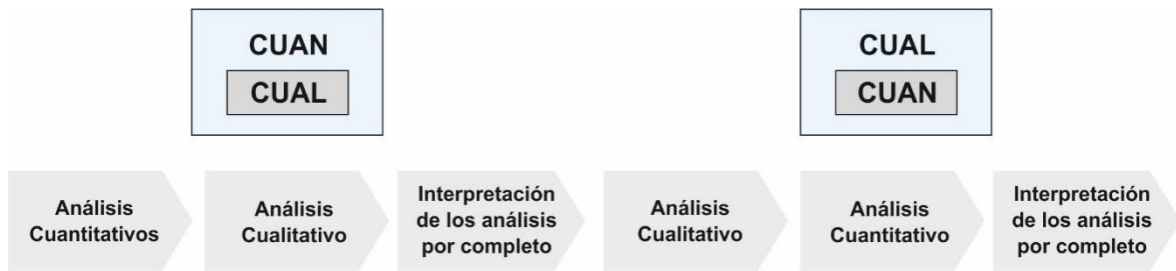 CUAN
CUAL
CUAL
CUAN
Análisis
Cuantitativos
Análisis
Cualitativo
Interpretación
de los análisis
por completo
Análisis
Cualitativo
Análisis
Cuantitativo
Interpretación
de los análisis
por completo